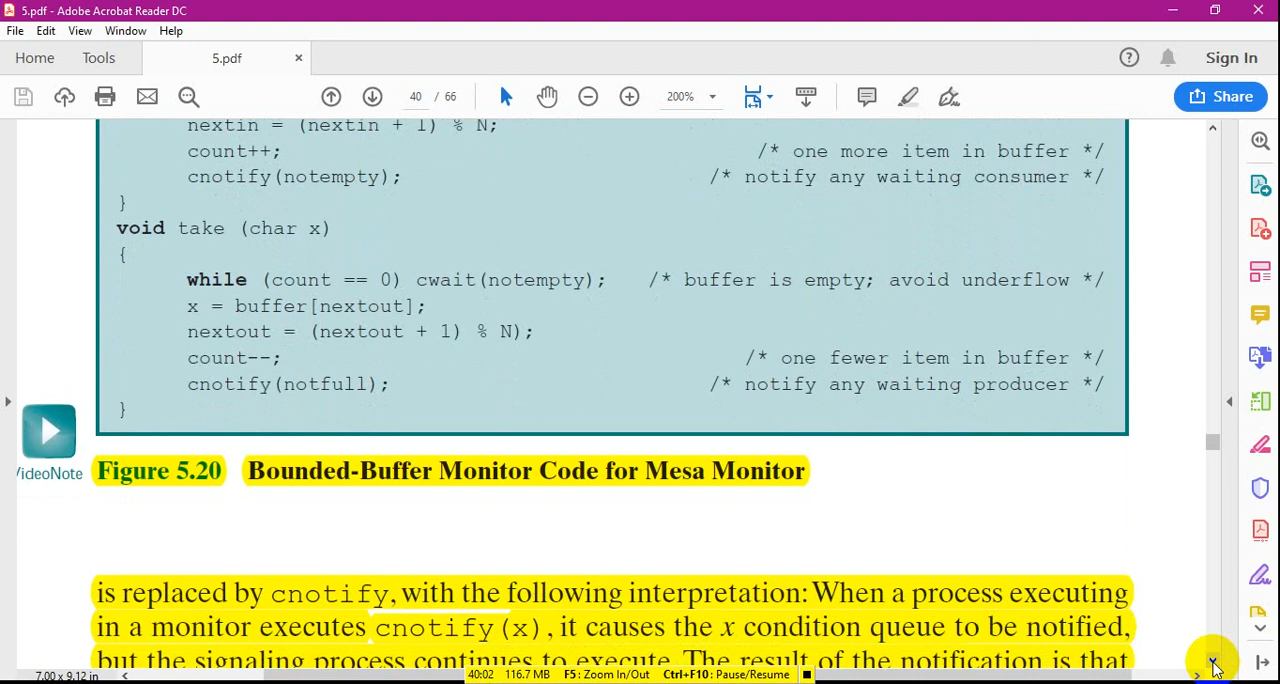 5.pdf - Adobe Acrobat Reader DC
File Edit View Window Help
Home Tools 5.pdf × ? Sign In
40 / 66 200% Share
nextin = (nextin + 1) % N;
count++; /* one more item in buffer */
cnotify(notempty); /* notify any waiting consumer */
}
void take (char x)
{
while (count == 0) cwait(notempty); /* buffer is empty; avoid underflow */
x = buffer[nextout];
nextout = (nextout + 1) % N);
count--; /* one fewer item in buffer */
cnotify(notfull); /* notify any waiting producer */
}
VideoNote Figure 5.20 Bounded-Buffer Monitor Code for Mesa Monitor
is replaced by cnotify, with the following interpretation: When a process executing
in a monitor executes cnotify(x), it causes the x condition queue to be notified,
but the signaling process continues to execute. The result of the notification is that
7.00 x 9.12 in 40:02 116.7 MB F5: Zoom In/Out Ctrl+F10: Pause/Resume